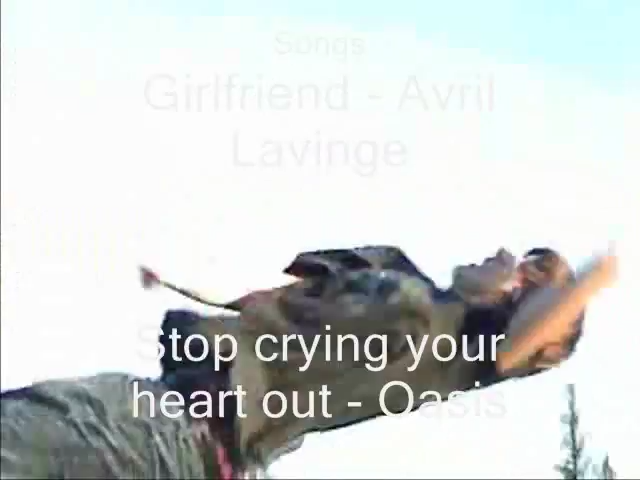 Songs
Girlfriend - Avril
Lavinge
Stop crying your
heart out - Oasis